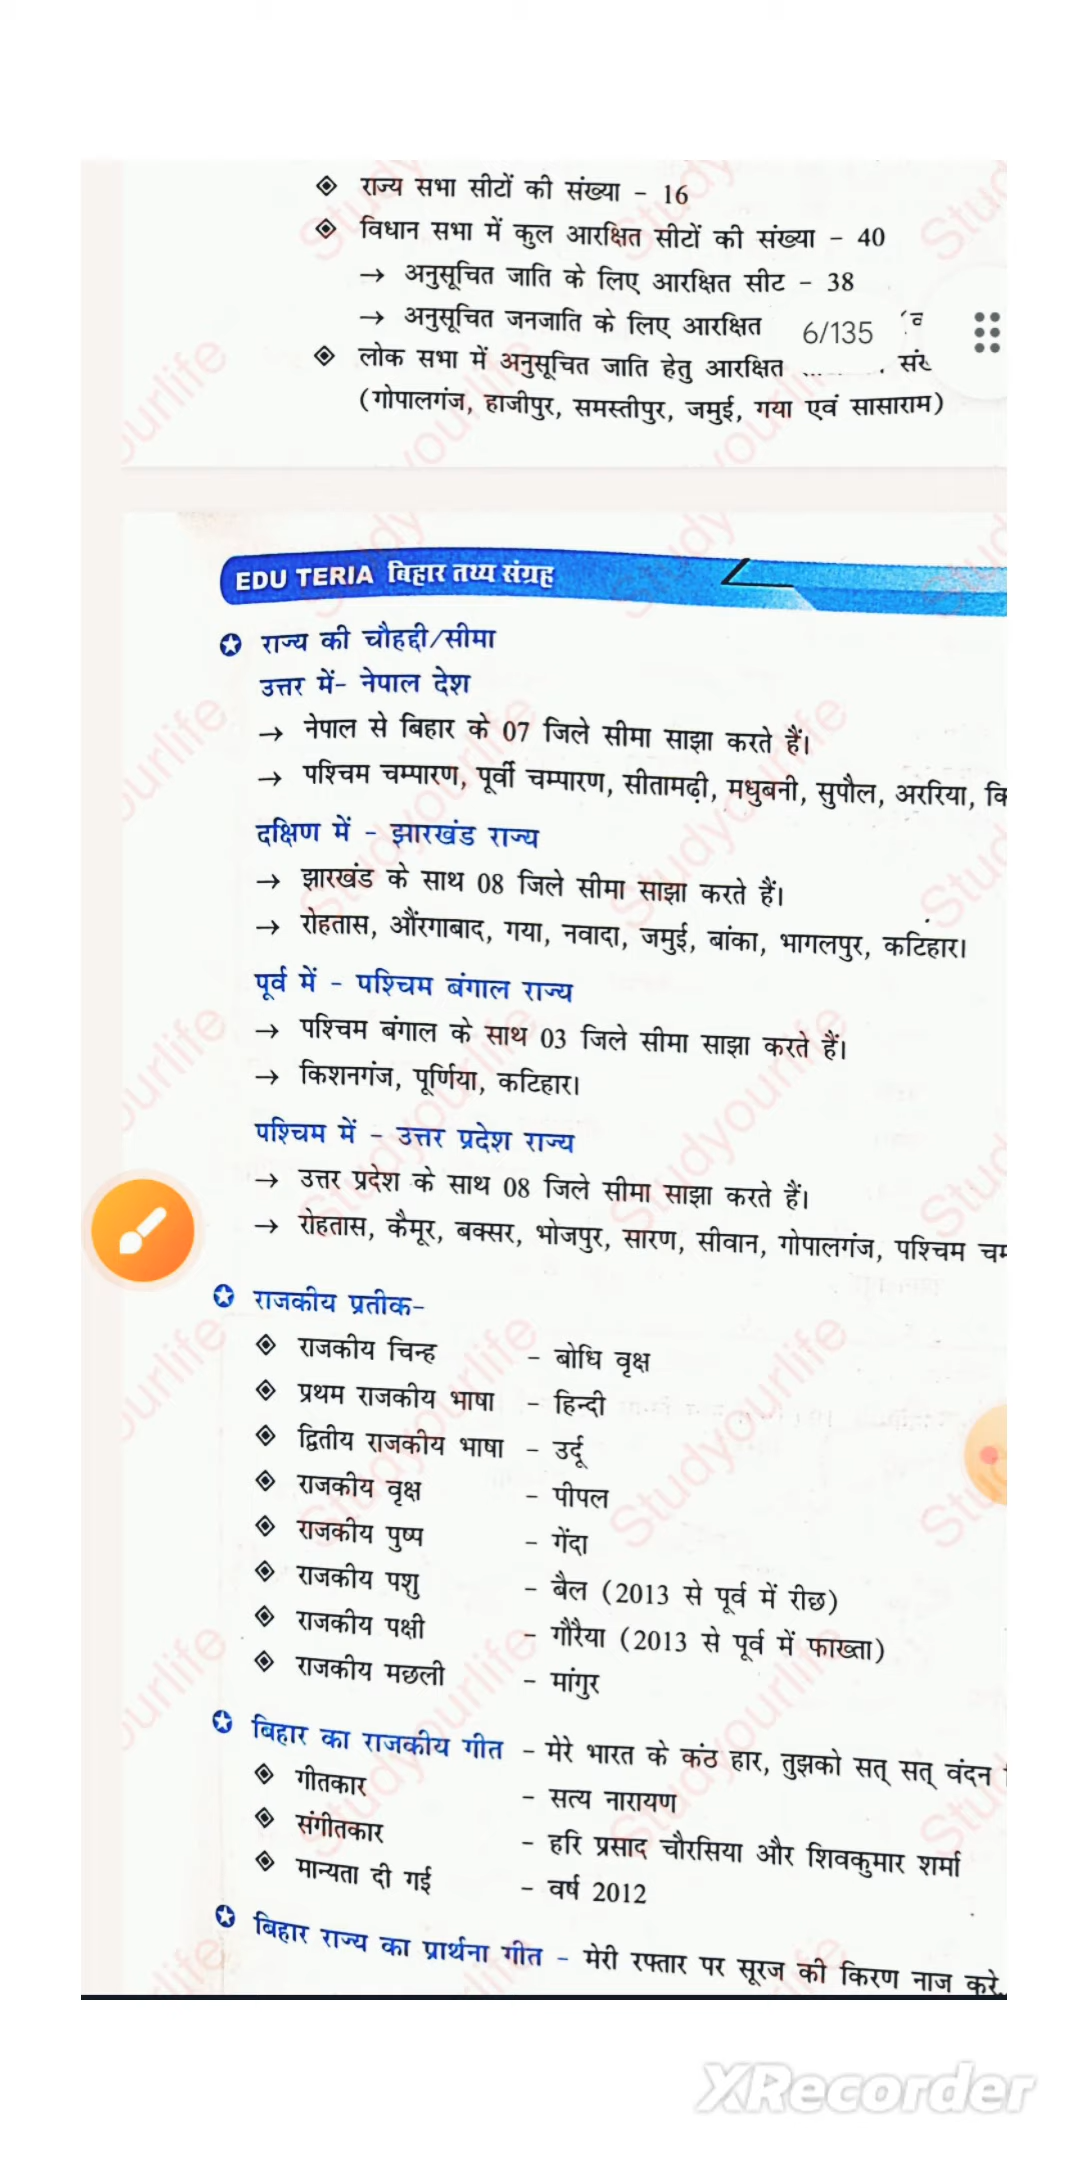 राज्य सभा सीटों की संख्या - 16
विधान सभा में कुल आरक्षित सीटों की संख्या - 40
→ अनुसूचित जाति के लिए आरक्षित सीट - 38
→ अनुसूचित जनजाति के लिए आरक्षित
6/135
लोक सभा में अनुसूचित जाति हेतु आरक्षित
(गोपालगंज, हाजीपुर, समस्तीपुर, जमुई, गया एवं सासाराम)
EDU TERIA बिहार तथ्य संग्रह
राज्य की चौहद्दी/सीमा
उत्तर में- नेपाल देश
→ नेपाल से बिहार के 07 जिले सीमा साझा करते हैं।
→ पश्चिम चम्पारण, पूर्वी चम्पारण, सीतामढ़ी, मधुबनी, सुपौल, अररिया, कि
दक्षिण में - झारखंड राज्य
→ झारखंड के साथ 08 जिले सीमा साझा करते हैं।
→ रोहतास, औंरगाबाद, गया, नवादा, जमुई, बांका, भागलपुर, कटिहार।
पूर्व में - पश्चिम बंगाल राज्य
→ पश्चिम बंगाल के साथ 03 जिले सीमा साझा करते हैं।
→ किशनगंज, पूर्णिया, कटिहार।
पश्चिम में - उत्तर प्रदेश राज्य
→ उत्तर प्रदेश के साथ 08 जिले सीमा साझा करते हैं।
→ रोहतास, कैमूर, बक्सर, भोजपुर, सारण, सीवान, गोपालगंज, पश्चिम चम
राजकीय प्रतीक-
राजकीय चिन्ह - बोधि वृक्ष
प्रथम राजकीय भाषा - हिन्दी
द्वितीय राजकीय भाषा - उर्दू
राजकीय वृक्ष - पीपल
राजकीय पुष्प - गेंदा
राजकीय पशु - बैल (2013 से पूर्व में रीछ)
राजकीय पक्षी - गौरैया (2013 से पूर्व में फाख्ता)
राजकीय मछली - मांगुर
बिहार का राजकीय गीत - मेरे भारत के कंठ हार, तुझको सत् सत् वंदन
गीतकार - सत्य नारायण
संगीतकार - हरि प्रसाद चौरसिया और शिवकुमार शर्मा
मान्यता दी गई - वर्ष 2012
बिहार राज्य का प्रार्थना गीत - मेरी रफ्तार पर सूरज की किरण नाज करे.
Studyourlife
XRecorder